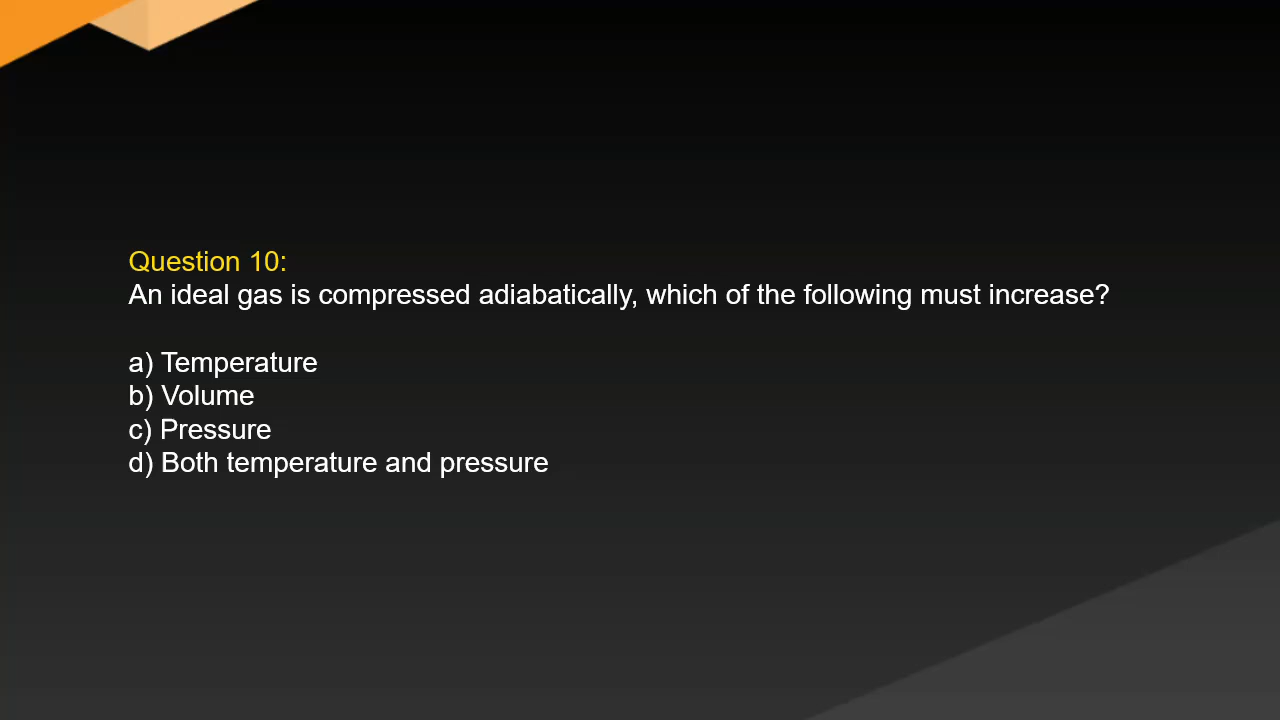 Question 10:
An ideal gas is compressed adiabatically, which of the following must increase?
a) Temperature
b) Volume
c) Pressure
d) Both temperature and pressure